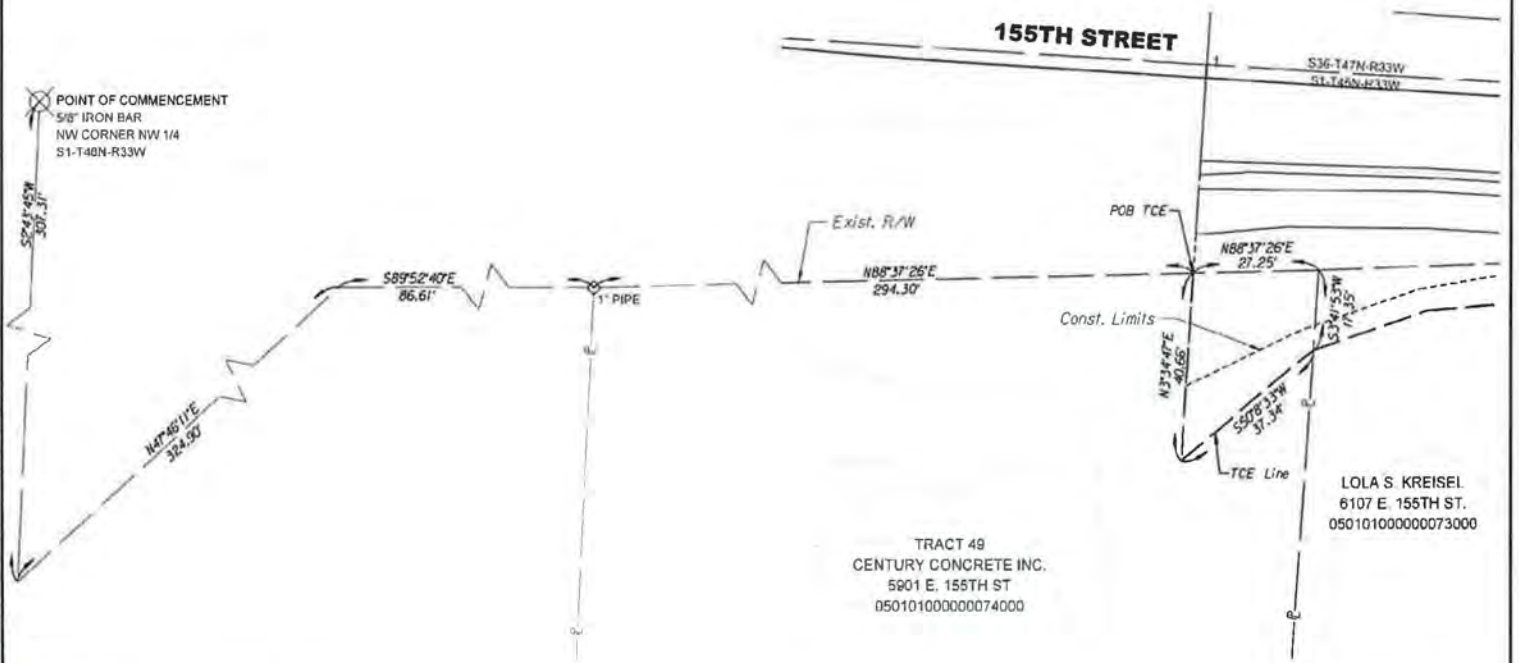 155TH STREET
S36-T47N-R33W
S1-T46N-R33W
POINT OF COMMENCEMENT
5/8" IRON BAR
NW CORNER NW 1/4
S1-T46N-R33W
S2°43'45"W
307.31'
N47°46'11"E
324.90'
S89°52'40"E
86.61'
1" PIPE
Exist. R/W
N88°37'26"E
294.30'
POB TCE
N88°37'26"E
27.25'
Const. Limits
N3°34'47"E
40.66'
S3°41'53"W
17.35'
S50°8'33"W
37.34'
TCE Line
LOLA S. KREISEL
6107 E. 155TH ST.
050101000000073000
TRACT 49
CENTURY CONCRETE INC.
5901 E. 155TH ST
050101000000074000